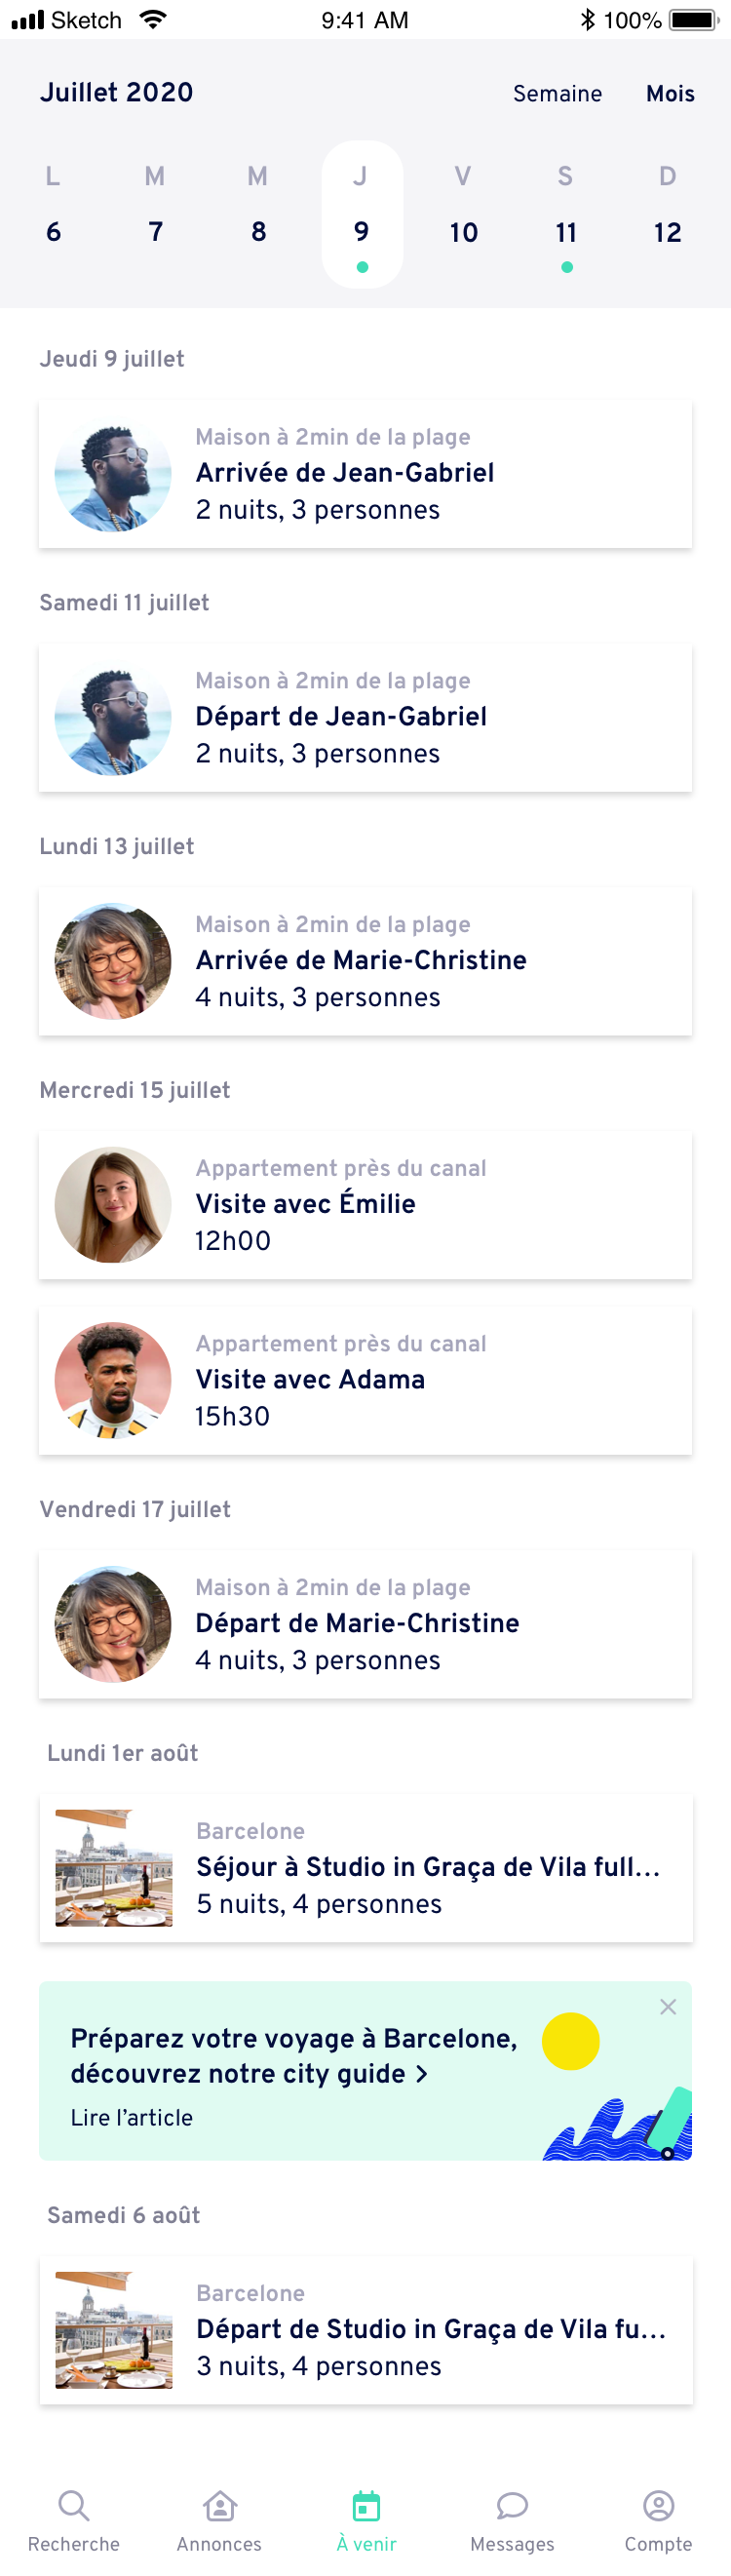 Sketch 9:41 AM 100%
Juillet 2020 Semaine Mois
L M M J V S D
6 7 8 9 10 11 12
Jeudi 9 juillet
Maison à 2min de la plage
Arrivée de Jean-Gabriel
2 nuits, 3 personnes
Samedi 11 juillet
Maison à 2min de la plage
Départ de Jean-Gabriel
2 nuits, 3 personnes
Lundi 13 juillet
Maison à 2min de la plage
Arrivée de Marie-Christine
4 nuits, 3 personnes
Mercredi 15 juillet
Appartement près du canal
Visite avec Émilie
12h00
Appartement près du canal
Visite avec Adama
15h30
Vendredi 17 juillet
Maison à 2min de la plage
Départ de Marie-Christine
4 nuits, 3 personnes
Lundi 1er août
Barcelone
Séjour à Studio in Graça de Vila full...
5 nuits, 4 personnes
Préparez votre voyage à Barcelone,
découvrez notre city guide >
Lire l’article
Samedi 6 août
Barcelone
Départ de Studio in Graça de Vila fu...
3 nuits, 4 personnes
Recherche Annonces À venir Messages Compte